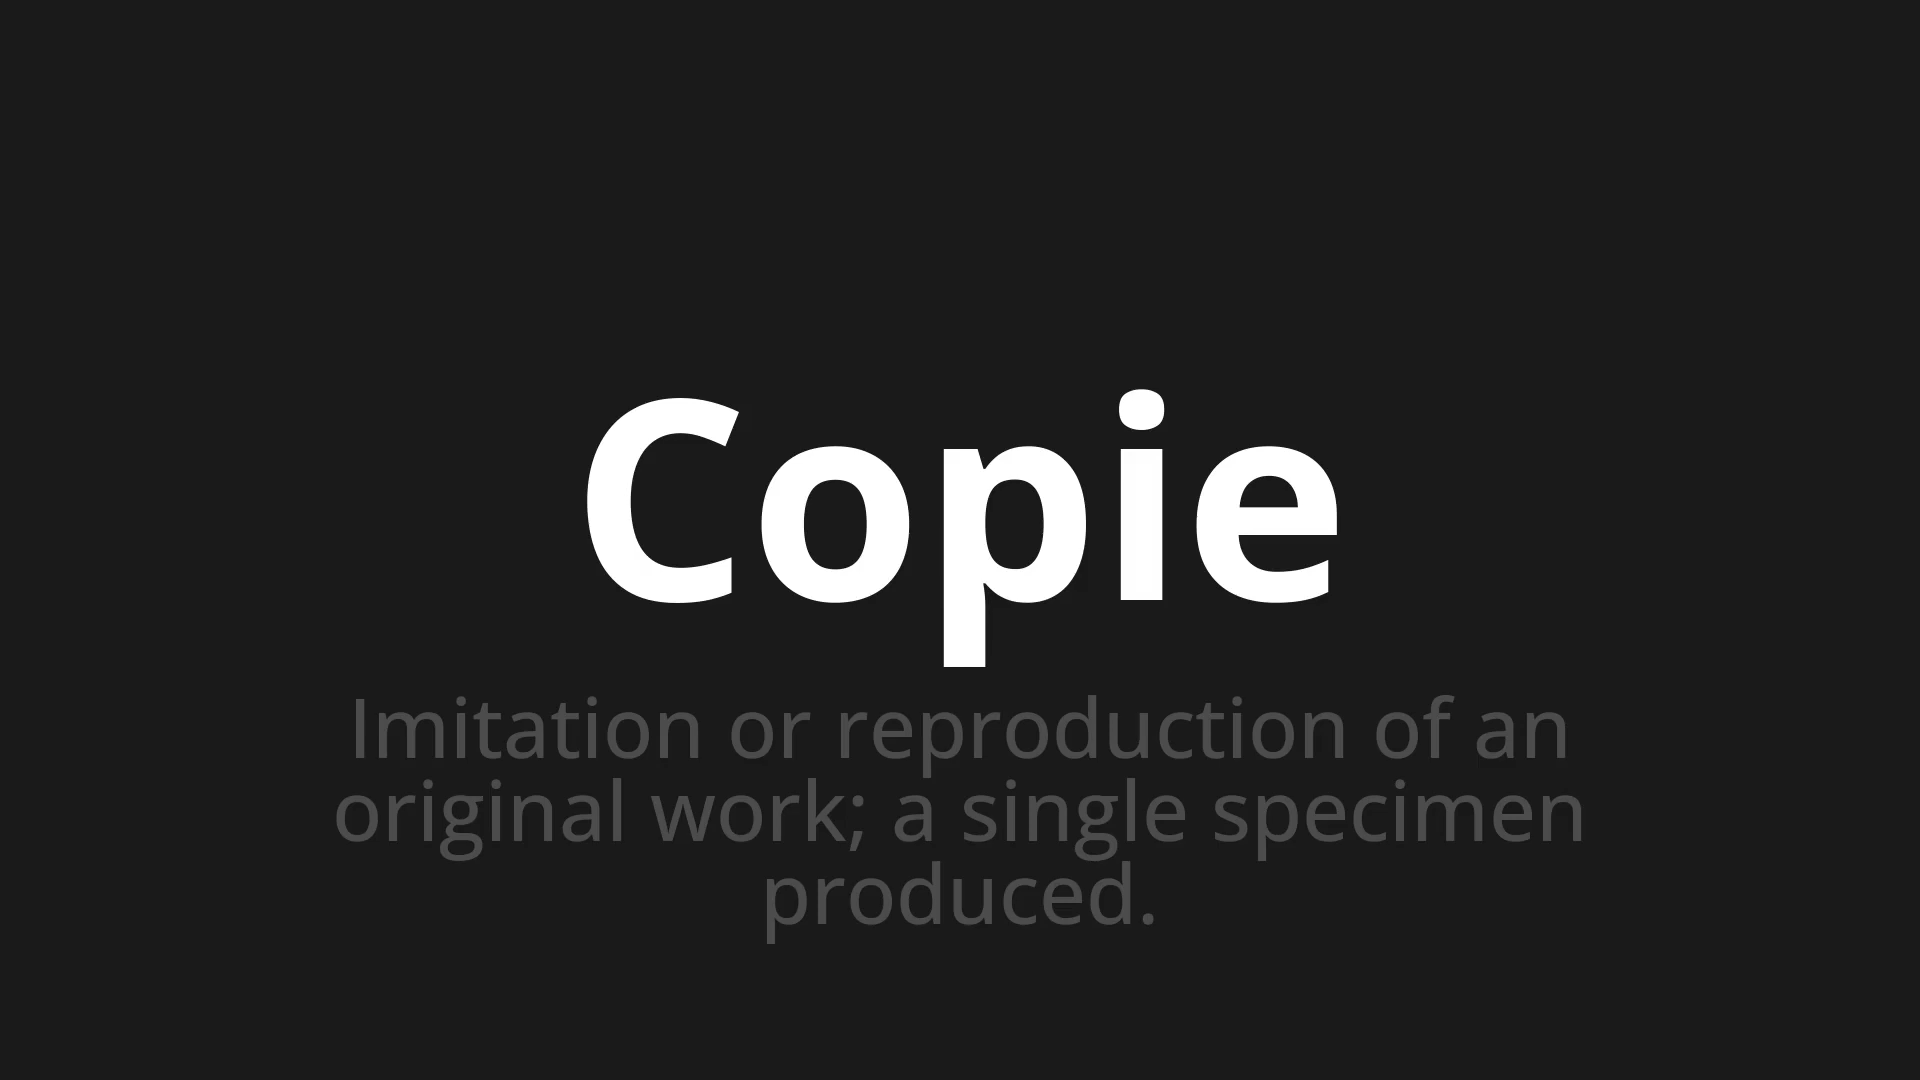 Copie
Imitation or reproduction of an
original work; a single specimen
produced.